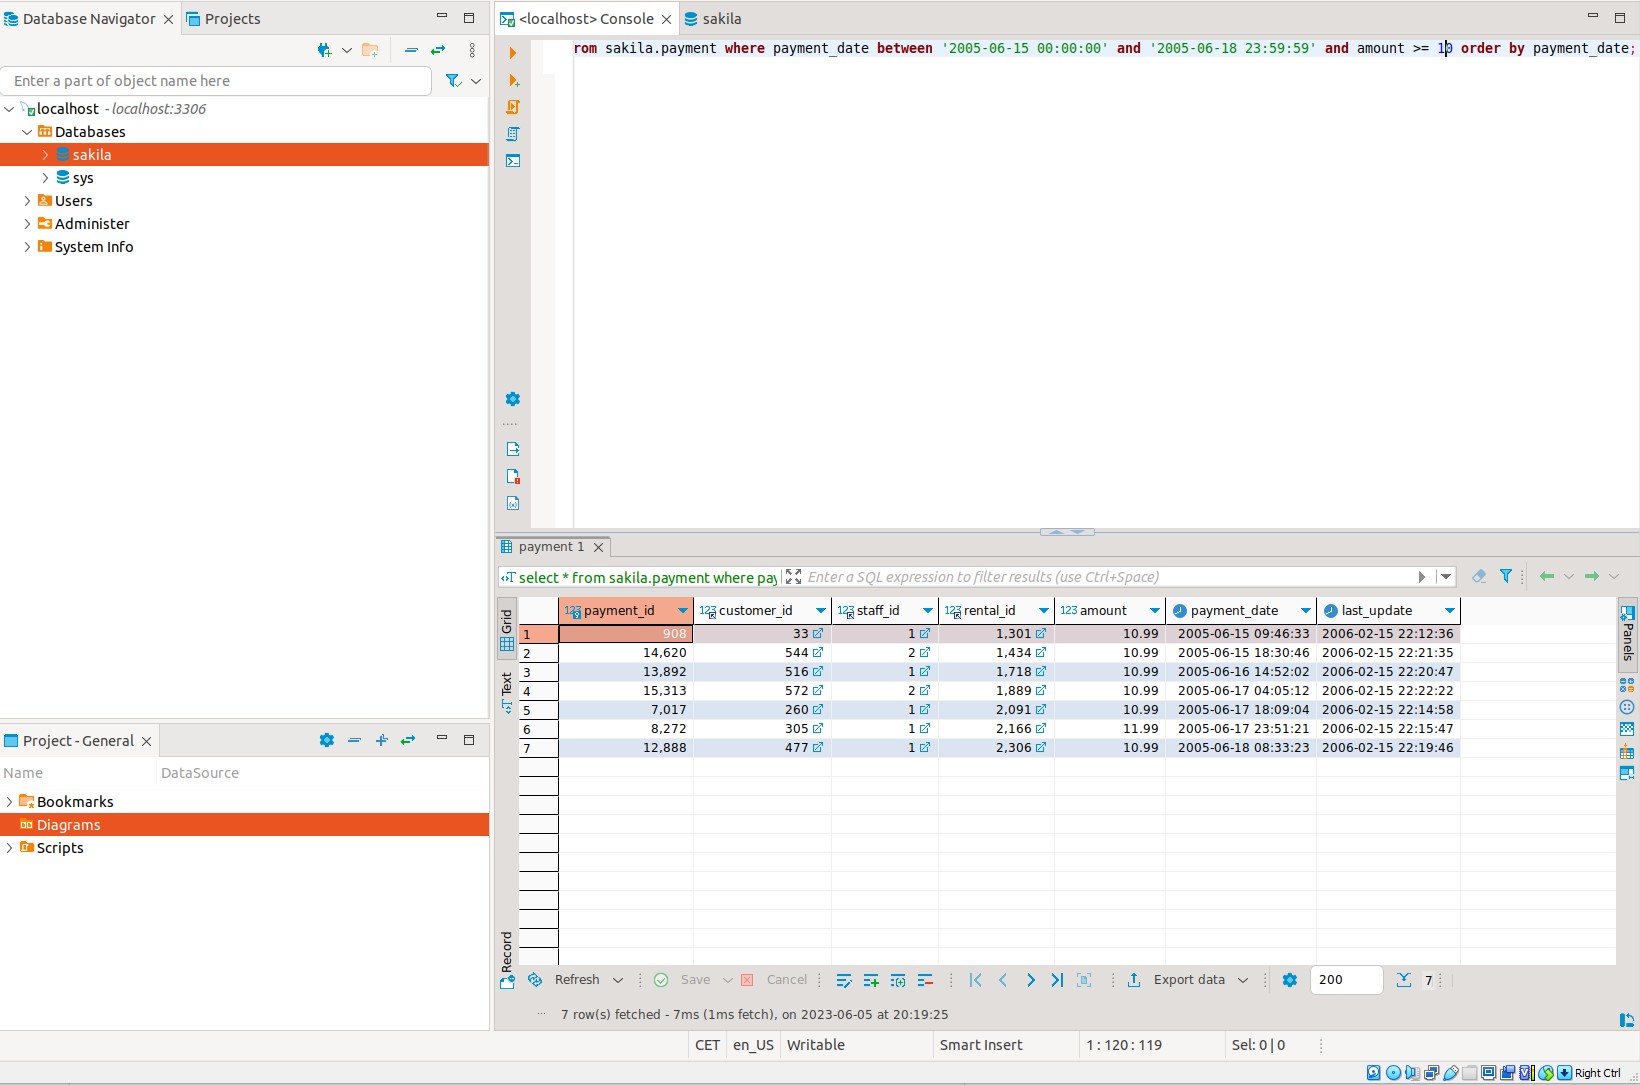 Database Navigator
Projects
<localhost> Console
sakila
Enter a part of object name here
localhost - localhost:3306
Databases
sakila
sys
Users
Administer
System Info
rom sakila.payment where payment_date between '2005-06-15 00:00:00' and '2005-06-18 23:59:59' and amount >= 10 order by payment_date;
payment 1
select * from sakila.payment where pay
Enter a SQL expression to filter results (use Ctrl+Space)
Grid
Text
Record
Panels
123 payment_id 123 customer_id 123 staff_id 123 rental_id 123 amount payment_date last_update
1 908 33 1 1,301 10.99 2005-06-15 09:46:33 2006-02-15 22:12:36
2 14,620 544 2 1,434 10.99 2005-06-15 18:30:46 2006-02-15 22:21:35
3 13,892 516 1 1,718 10.99 2005-06-16 14:52:02 2006-02-15 22:20:47
4 15,313 572 2 1,889 10.99 2005-06-17 04:05:12 2006-02-15 22:22:22
5 7,017 260 1 2,091 10.99 2005-06-17 18:09:04 2006-02-15 22:14:58
6 8,272 305 1 2,166 11.99 2005-06-17 23:51:21 2006-02-15 22:15:47
7 12,888 477 1 2,306 10.99 2005-06-18 08:33:23 2006-02-15 22:19:46
Refresh
Save
Cancel
Export data
200
7
7 row(s) fetched - 7ms (1ms fetch), on 2023-06-05 at 20:19:25
Project - General
Name DataSource
Bookmarks
Diagrams
Scripts
CET en_US Writable Smart Insert 1 : 120 : 119 Sel: 0 | 0
Right Ctrl